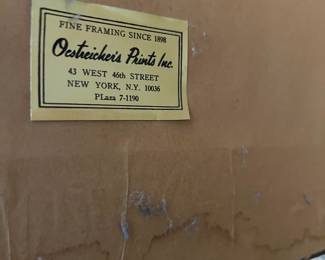 FINE FRAMING SINCE 1898
Oestreicher's Prints Inc.
43 WEST 46th STREET
NEW YORK, N.Y. 10036
PLaza 7-1190